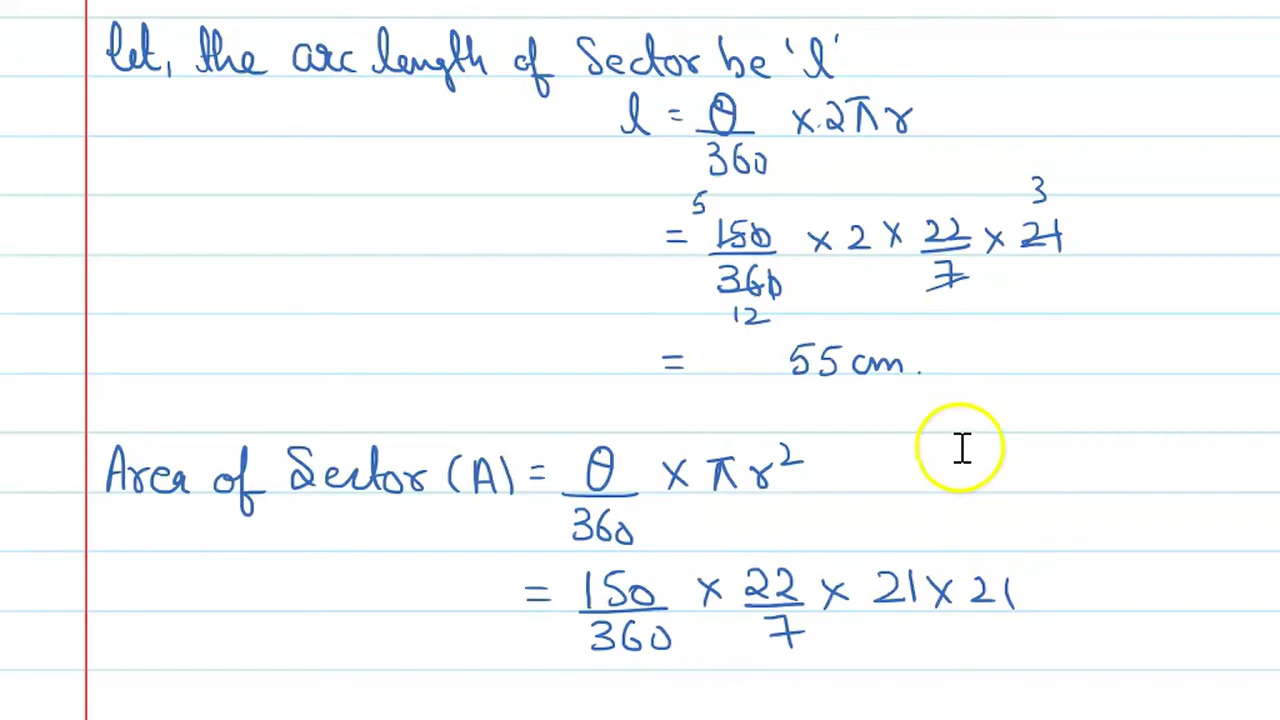 let, the arc length of Sector be 'l'
l = θ/360 × 2πr
= 5 150/360 12 × 2 × 22/7 × 21 3
= 55 cm.
Area of Sector (A) = θ/360 × πr²
= 150/360 × 22/7 × 21 × 21